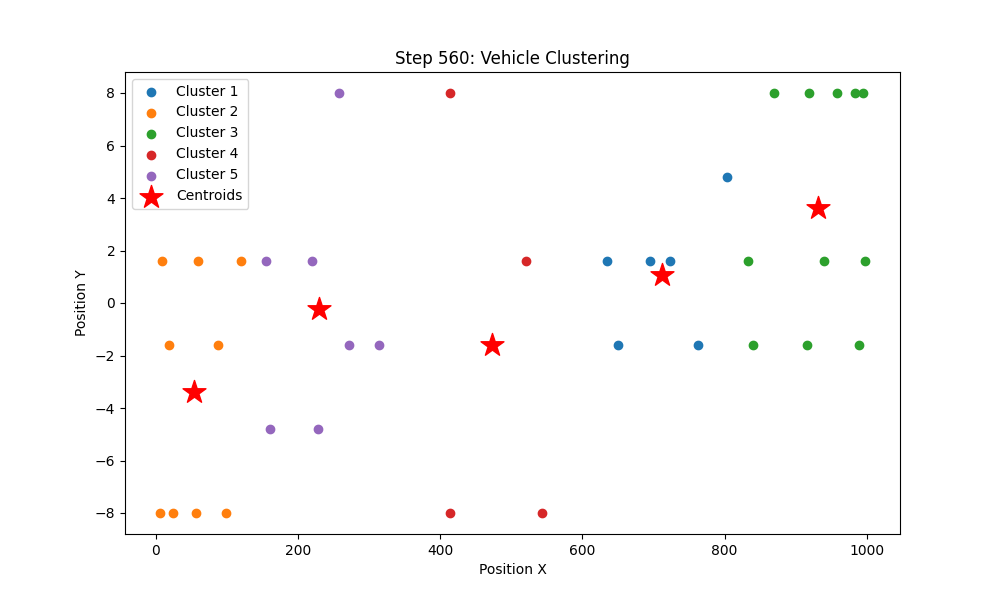 Step 560: Vehicle Clustering
Cluster 1
Cluster 2
Cluster 3
Cluster 4
Cluster 5
Centroids
8
6
4
2
0
−2
−4
−6
−8
Position Y
0 200 400 600 800 1000
Position X